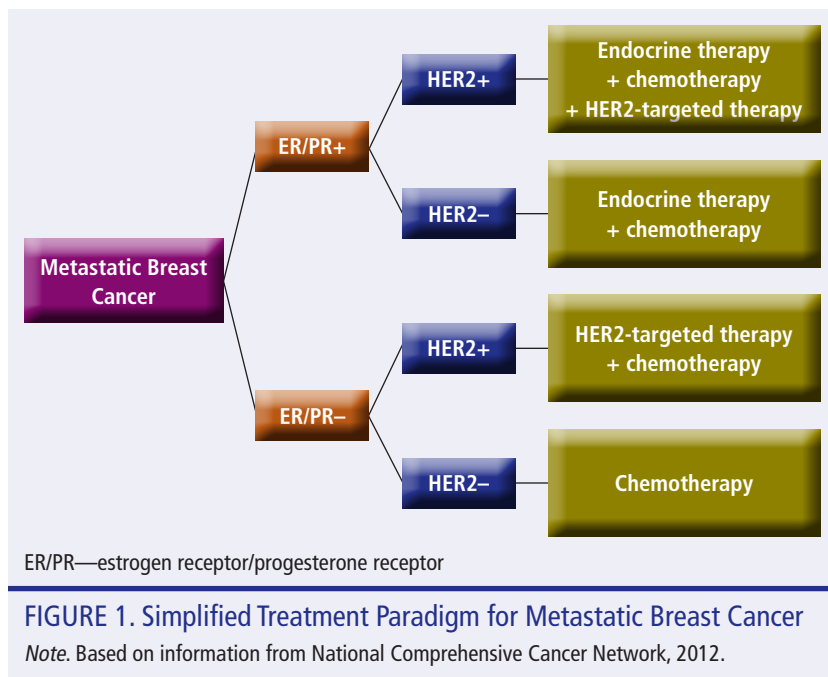 Metastatic Breast
Cancer
ER/PR+
HER2+
Endocrine therapy
+ chemotherapy
+ HER2-targeted therapy
HER2–
Endocrine therapy
+ chemotherapy
ER/PR–
HER2+
HER2-targeted therapy
+ chemotherapy
HER2–
Chemotherapy
ER/PR—estrogen receptor/progesterone receptor
FIGURE 1. Simplified Treatment Paradigm for Metastatic Breast Cancer
Note. Based on information from National Comprehensive Cancer Network, 2012.